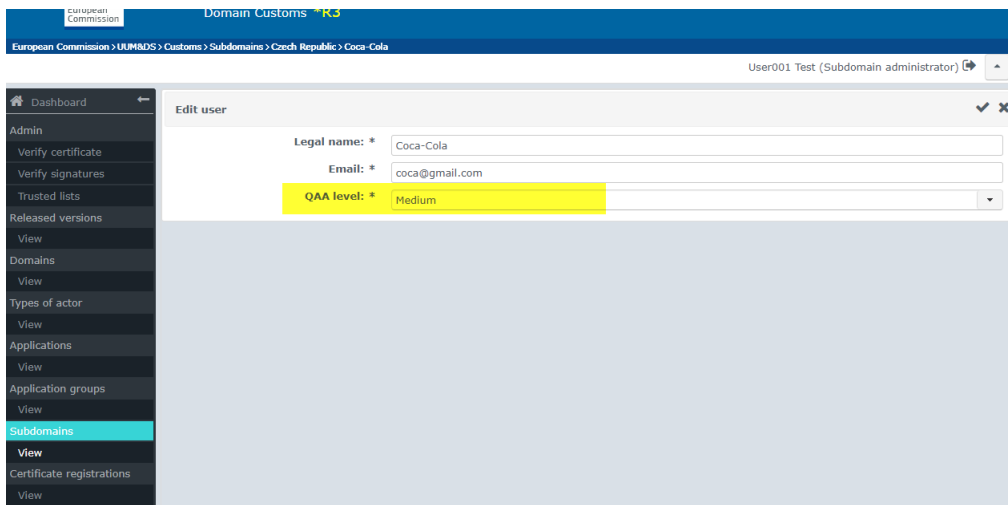 European
Commission
Domain Customs *R3
European Commission > UUM&DS > Customs > Subdomains > Czech Republic > Coca-Cola
User001 Test (Subdomain administrator)
Dashboard
Edit user
Admin
Legal name: * Coca-Cola
Verify certificate
Email: * coca@gmail.com
Verify signatures
QAA level: * Medium
Trusted lists
Released versions
View
Domains
View
Types of actor
View
Applications
View
Application groups
View
Subdomains
View
Certificate registrations
View